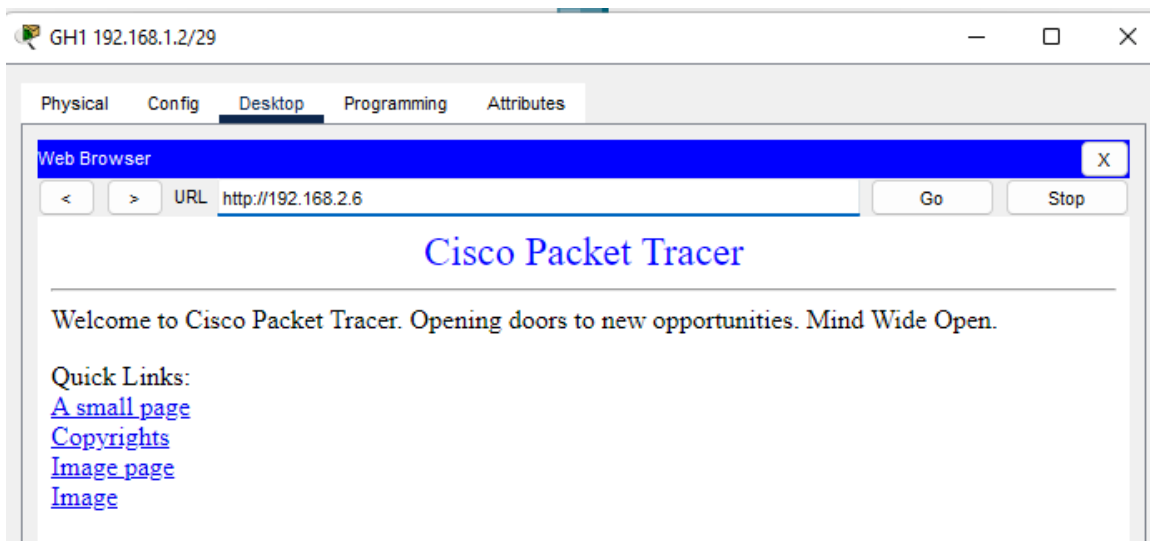 GH1 192.168.1.2/29
Physical Config Desktop Programming Attributes
Web Browser X
< > URL http://192.168.2.6 Go Stop
Cisco Packet Tracer
Welcome to Cisco Packet Tracer. Opening doors to new opportunities. Mind Wide Open.
Quick Links:
A small page
Copyrights
Image page
Image